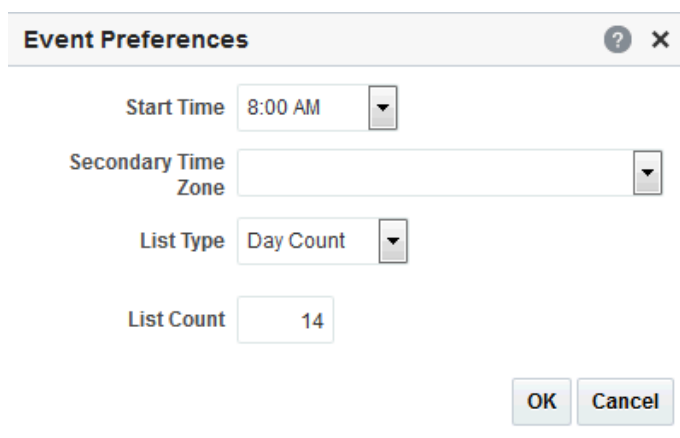 Event Preferences ? ×
Start Time 8:00 AM
Secondary Time
Zone
List Type Day Count
List Count 14
OK Cancel